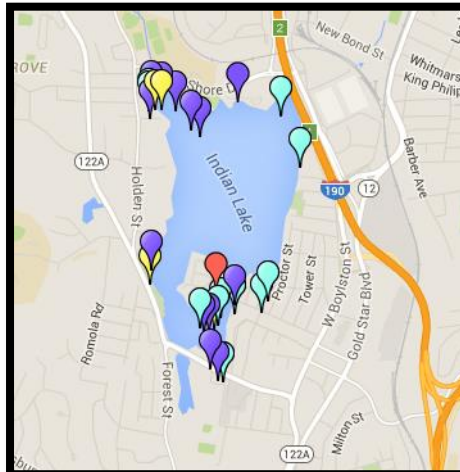 2
New Bond St
Whitmars
King Philip
GROVE
Shore D
122A
Holden St
Indian Lake
Barber Ave
190
12
Proctor St
Tower St
W Boylston St
Gold Star Blvd
Romola Rd
Forest St
Milton St
122A